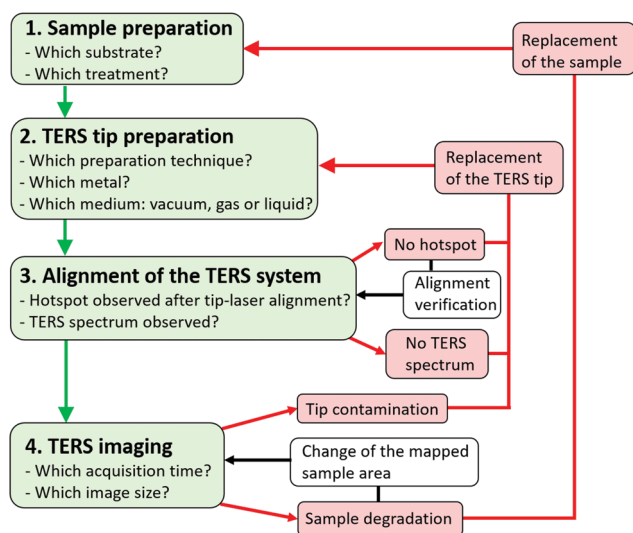 1. Sample preparation
- Which substrate?
- Which treatment?
Replacement
of the sample
2. TERS tip preparation
- Which preparation technique?
- Which metal?
- Which medium: vacuum, gas or liquid?
Replacement
of the TERS tip
No hotspot
3. Alignment of the TERS system
- Hotspot observed after tip-laser alignment?
- TERS spectrum observed?
Alignment
verification
No TERS
spectrum
Tip contamination
4. TERS imaging
- Which acquisition time?
- Which image size?
Change of the mapped
sample area
Sample degradation